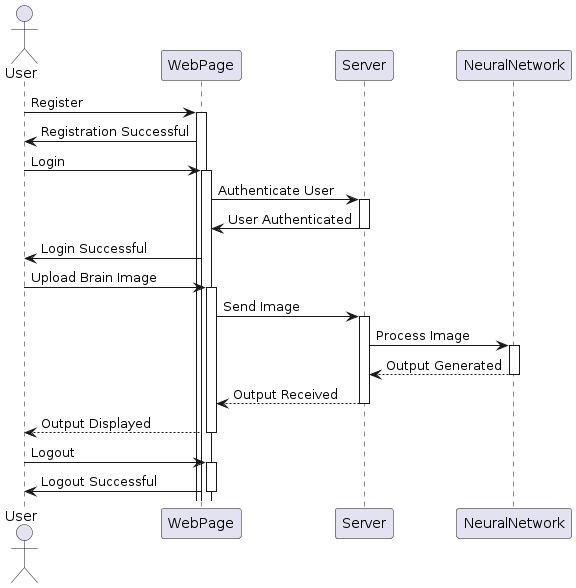 User
WebPage
Server
NeuralNetwork
Register
Registration Successful
Login
Authenticate User
User Authenticated
Login Successful
Upload Brain Image
Send Image
Process Image
Output Generated
Output Received
Output Displayed
Logout
Logout Successful
User
WebPage
Server
NeuralNetwork